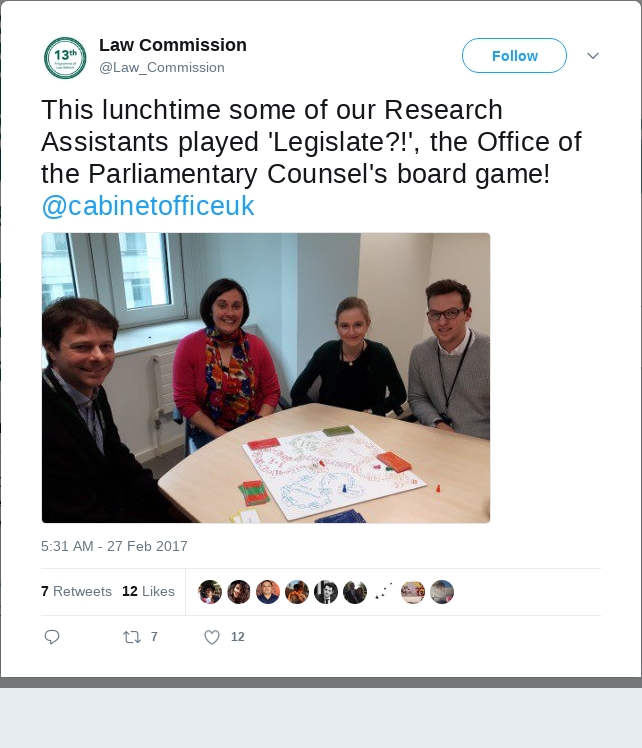 13th
Law Commission
@Law_Commission
Follow
This lunchtime some of our Research
Assistants played 'Legislate?!', the Office of
the Parliamentary Counsel's board game!
@cabinetofficeuk
5:31 AM - 27 Feb 2017
7 Retweets 12 Likes
7 12